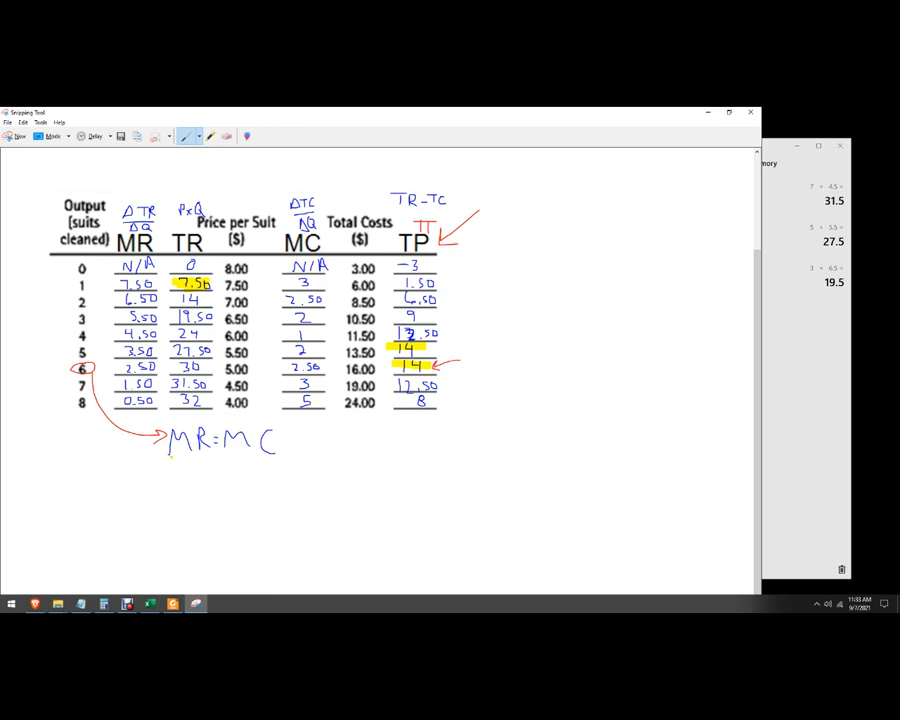 Snipping Tool
File Edit Tools Help
New Mode Delay
mory
7 × 4.5 =
31.5
5 × 5.5 =
27.5
3 × 6.5 =
19.5
ΔTR P×Q ΔTC TR-TC
ΔQ ΔQ π
Output
(suits Price per Suit Total Costs
cleaned) MR TR ($) MC ($) TP
0 N/A 0 8.00 N/A 3.00 -3
1 7.50 7.50 7.50 3 6.00 1.50
2 6.50 14 7.00 2.50 8.50 6.50
3 5.50 19.50 6.50 2 10.50 9
4 4.50 24 6.00 1 11.50 12.50
5 3.50 27.50 5.50 2 13.50 14
6 2.50 30 5.00 2.50 16.00 14
7 1.50 31.50 4.50 3 19.00 12.50
8 0.50 32 4.00 5 24.00 8
MR=MC
11:33 AM
9/7/2021